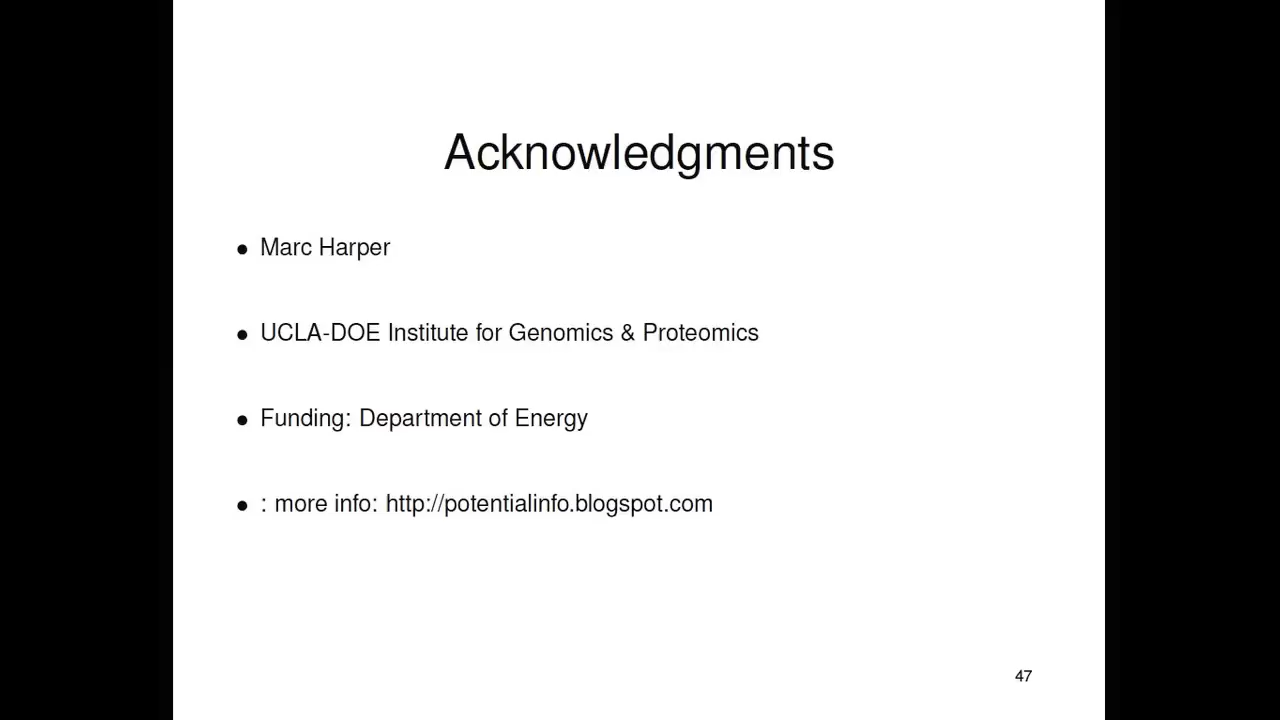 Acknowledgments
• Marc Harper
• UCLA-DOE Institute for Genomics & Proteomics
• Funding: Department of Energy
• : more info: http://potentialinfo.blogspot.com
47